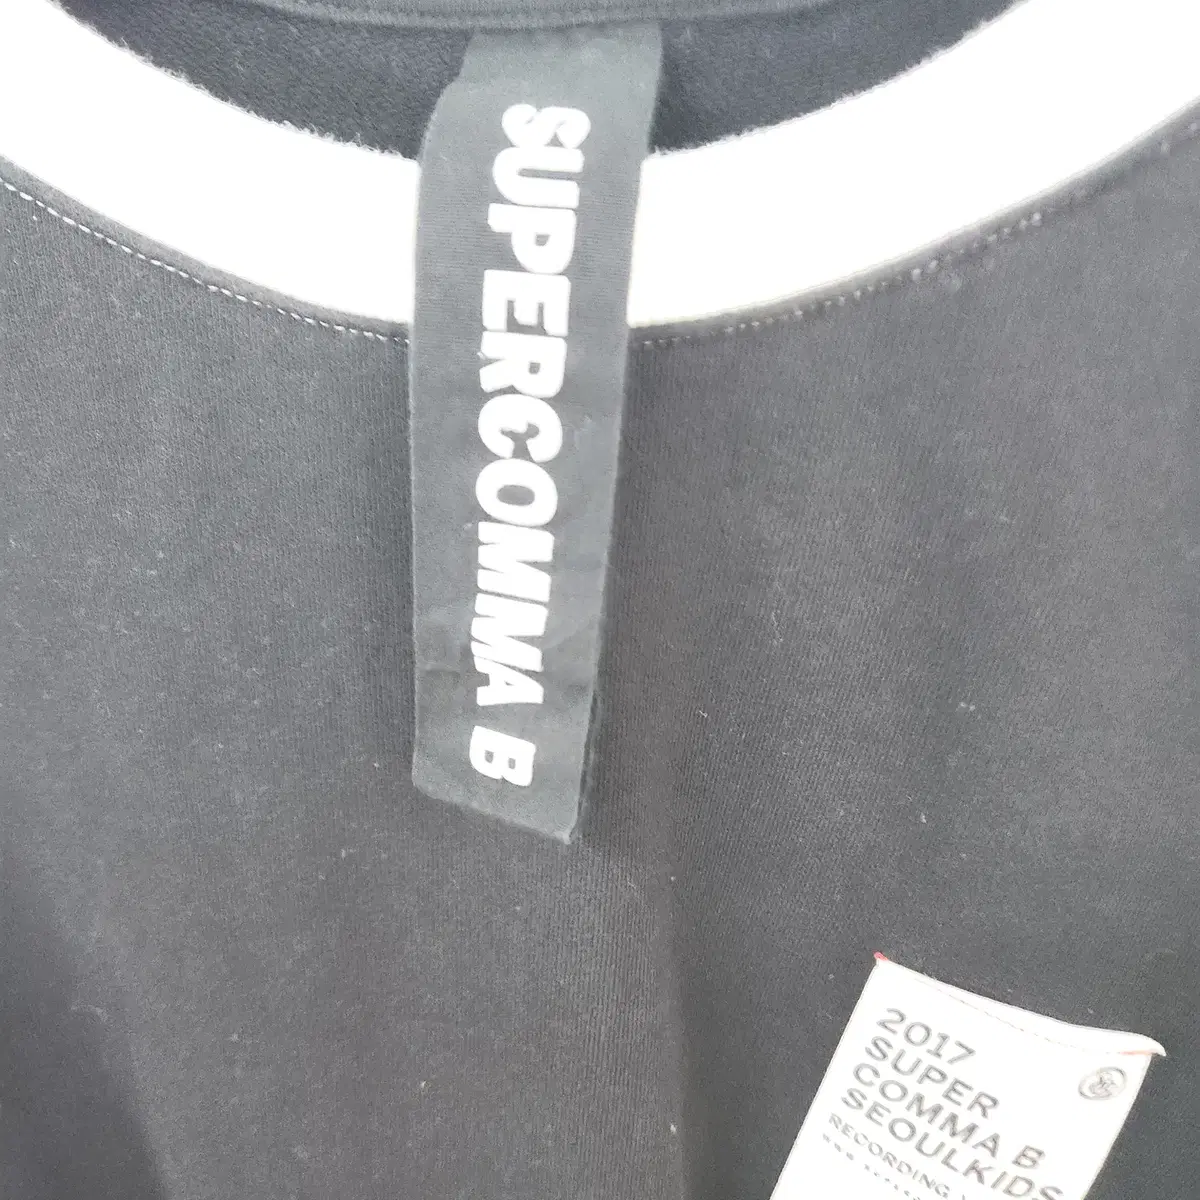 SUPERCOMMA B
2017
SUPER
COMMA B
SEOULKIDS
RECORDING